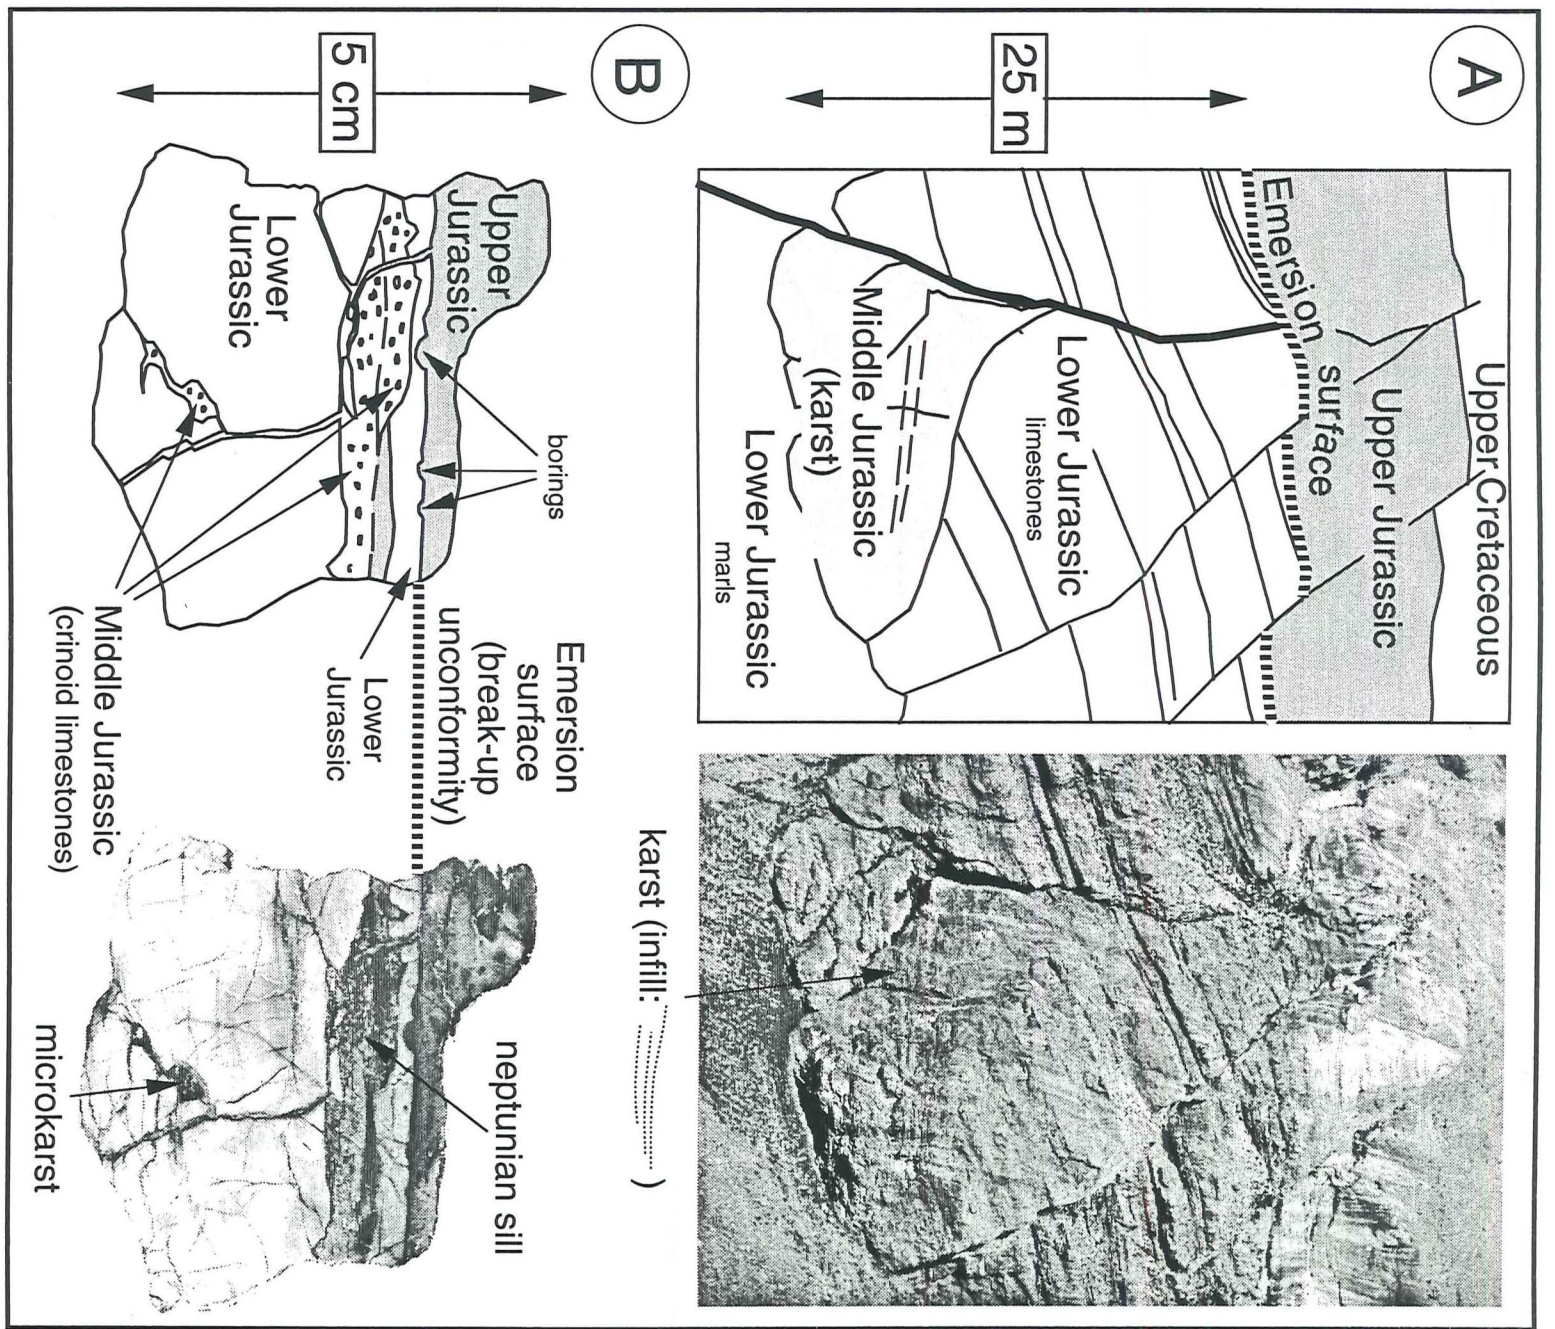 A
25 m
Upper Cretaceous
Upper Jurassic
Emersion
surface
Lower Jurassic
limestones
Middle Jurassic
(karst)
Lower Jurassic
marls
karst (infill: )
B
5 cm
Upper
Jurassic
borings
Lower
Jurassic
Emersion
surface
(break-up
unconformity)
Lower
Jurassic
Middle Jurassic
(crinoid limestones)
neptunian sill
microkarst